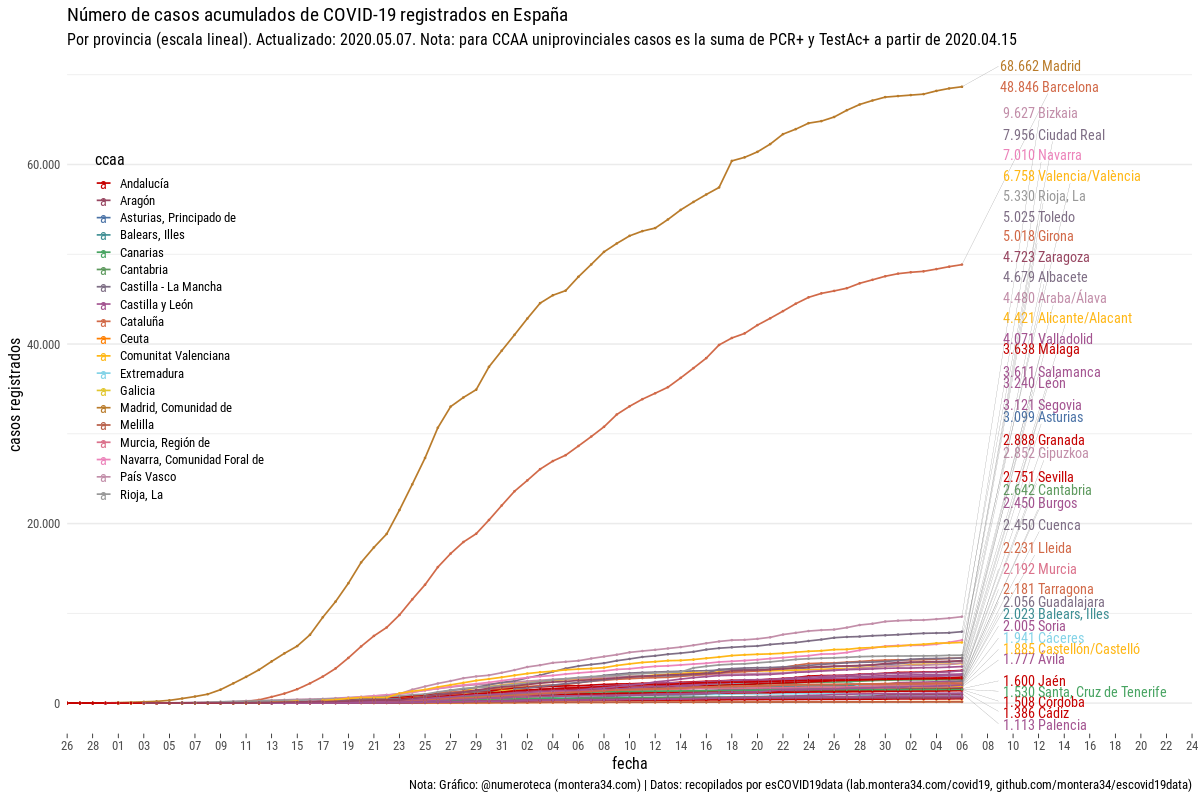 Número de casos acumulados de COVID-19 registrados en España
Por provincia (escala lineal). Actualizado: 2020.05.07. Nota: para CCAA uniprovinciales casos es la suma de PCR+ y TestAc+ a partir de 2020.04.15
casos registrados
60.000
40.000
20.000
0
ccaa
Andalucía
Aragón
Asturias, Principado de
Balears, Illes
Canarias
Cantabria
Castilla - La Mancha
Castilla y León
Cataluña
Ceuta
Comunitat Valenciana
Extremadura
Galicia
Madrid, Comunidad de
Melilla
Murcia, Región de
Navarra, Comunidad Foral de
País Vasco
Rioja, La
68.662 Madrid
48.846 Barcelona
9.627 Bizkaia
7.956 Ciudad Real
7.010 Navarra
6.758 Valencia/València
5.330 Rioja, La
5.025 Toledo
5.018 Girona
4.723 Zaragoza
4.679 Albacete
4.480 Araba/Álava
4.421 Alicante/Alacant
4.071 Valladolid
3.638 Málaga
3.611 Salamanca
3.240 León
3.121 Segovia
3.099 Asturias
2.888 Granada
2.852 Gipuzkoa
2.751 Sevilla
2.642 Cantabria
2.450 Burgos
2.450 Cuenca
2.231 Lleida
2.192 Murcia
2.181 Tarragona
2.056 Guadalajara
2.023 Balears, Illes
2.005 Soria
1.941 Cáceres
1.885 Castellón/Castelló
1.777 Ávila
1.600 Jaén
1.530 Santa. Cruz de Tenerife
1.508 Córdoba
1.386 Cádiz
1.113 Palencia
26 28 01 03 05 07 09 11 13 15 17 19 21 23 25 27 29 31 02 04 06 08 10 12 14 16 18 20 22 24 26 28 30 02 04 06 08 10 12 14 16 18 20 22 24
fecha
Nota: Gráfico: @numeroteca (montera34.com) | Datos: recopilados por esCOVID19data (lab.montera34.com/covid19, github.com/montera34/escovid19data)